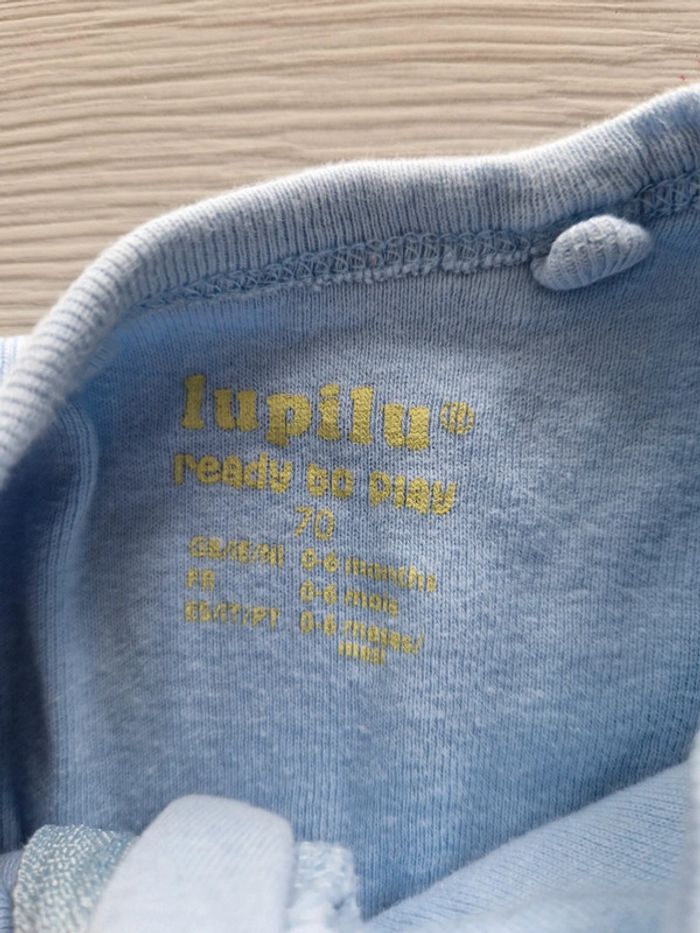 lupilu®
ready to play
70
GB/IE/NI 0-6 months
FR 0-6 mois
ES/IT/PT 0-6 meses/
mesi